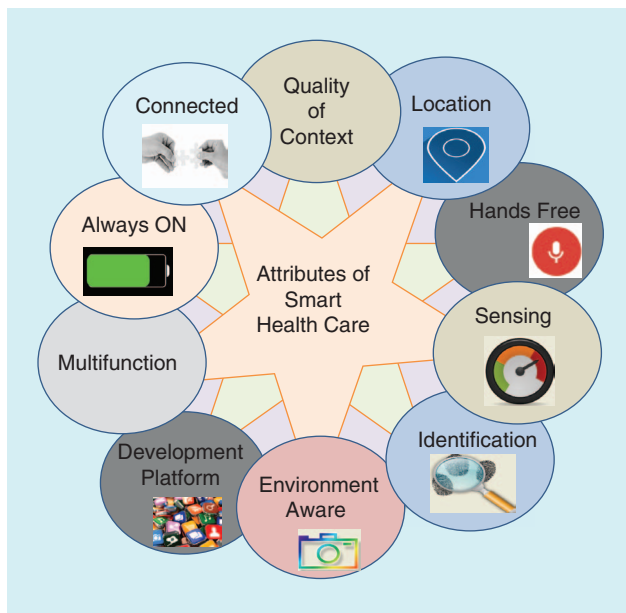 Quality
of
Context
Connected
Location
Always ON
Hands Free
Attributes of
Smart
Health Care
Sensing
Multifunction
Identification
Development
Platform
Environment
Aware